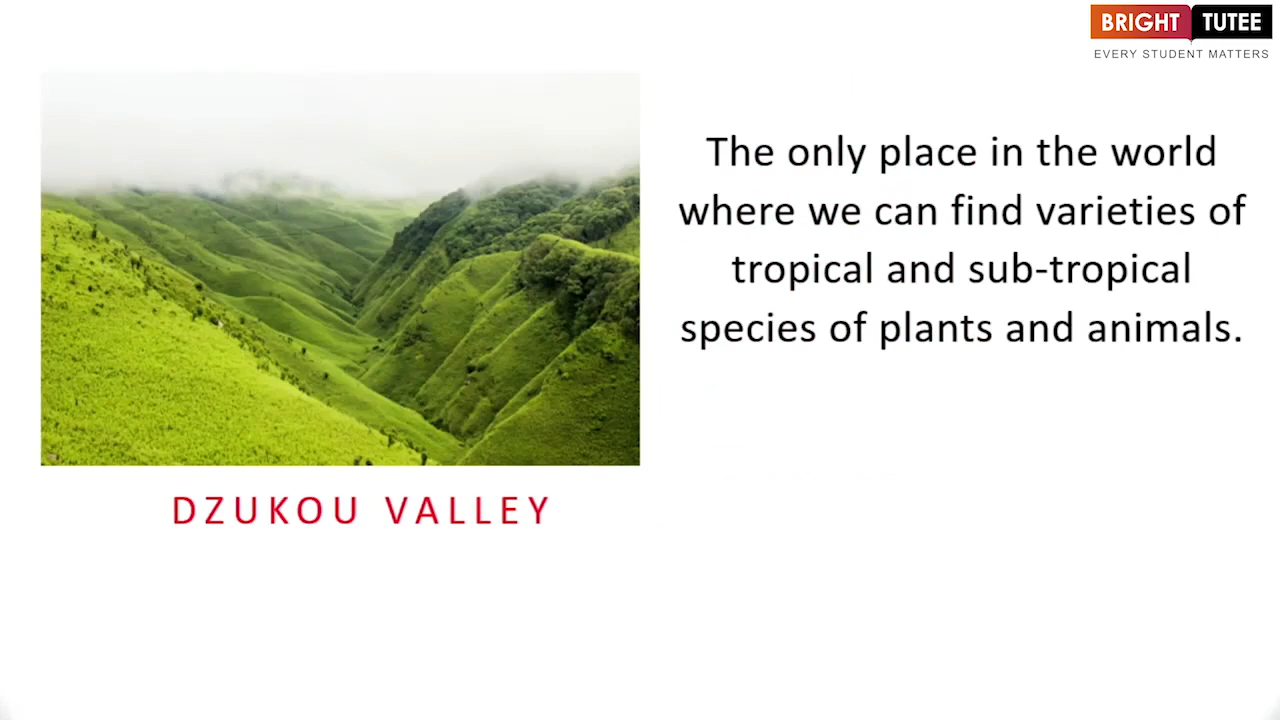 BRIGHT TUTEE
EVERY STUDENT MATTERS
The only place in the world
where we can find varieties of
tropical and sub-tropical
species of plants and animals.
DZUKOU VALLEY